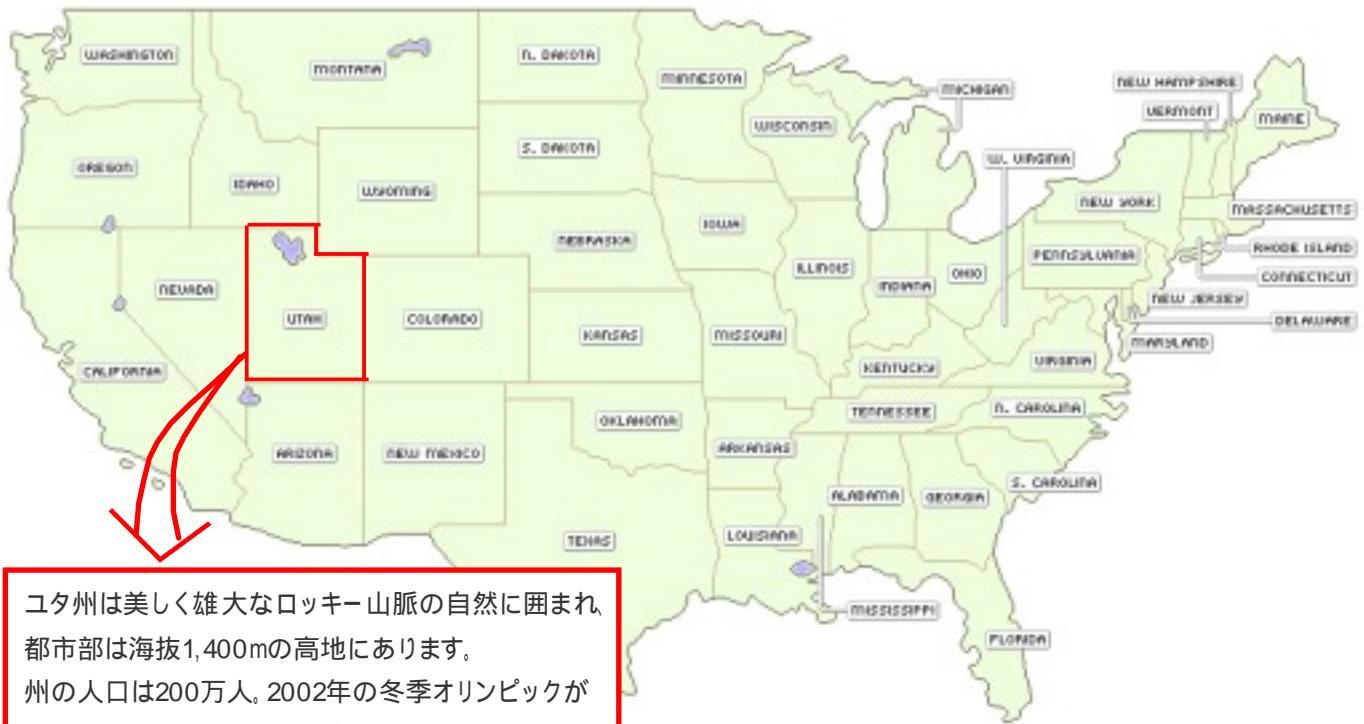 WASHINGTON
MONTANA
N. DAKOTA
MINNESOTA
MICHIGAN
NEW HAMPSHIRE
VERMONT
MAINE
WISCONSIN
OREGON
IDAHO
WYOMING
S. DAKOTA
W. VIRGINIA
NEW YORK
MASSACHUSETTS
NEBRASKA
IOWA
RHODE ISLAND
PENNSYLVANIA
ILLINOIS
INDIANA
OHIO
CONNECTICUT
NEVADA
NEW JERSEY
UTAH
COLORADO
KANSAS
MISSOURI
DELAWARE
MARYLAND
CALIFORNIA
KENTUCKY
VIRGINIA
OKLAHOMA
TENNESSEE
N. CAROLINA
ARIZONA
NEW MEXICO
ARKANSAS
S. CAROLINA
ALABAMA
GEORGIA
TEXAS
LOUISIANA
MISSISSIPPI
FLORIDA
ユタ州は美しく雄大なロッキー山脈の自然に囲まれ、
都市部は海抜1,400mの高地にあります。
州の人口は200万人。2002年の冬季オリンピックが